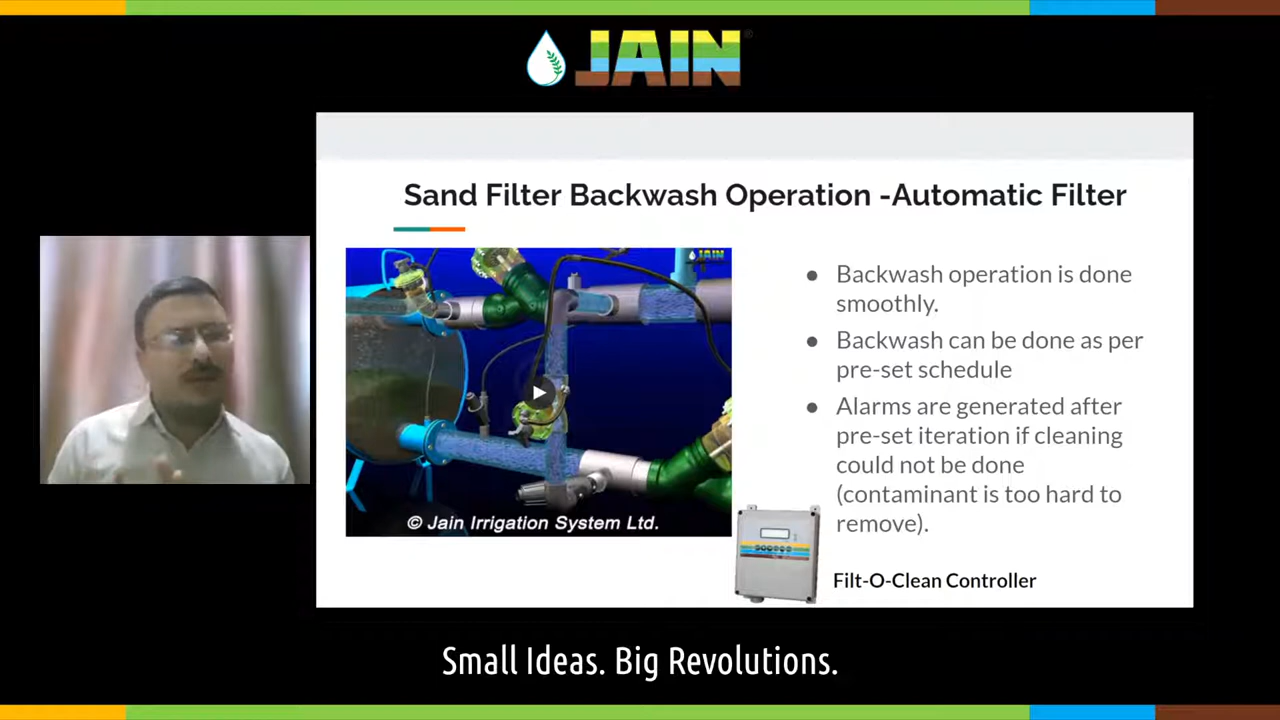 JAIN
Sand Filter Backwash Operation -Automatic Filter
JAIN
© Jain Irrigation System Ltd.
● Backwash operation is done
smoothly.
● Backwash can be done as per
pre-set schedule
● Alarms are generated after
pre-set iteration if cleaning
could not be done
(contaminant is too hard to
remove).
Filt-O-Clean Controller
Small Ideas. Big Revolutions.